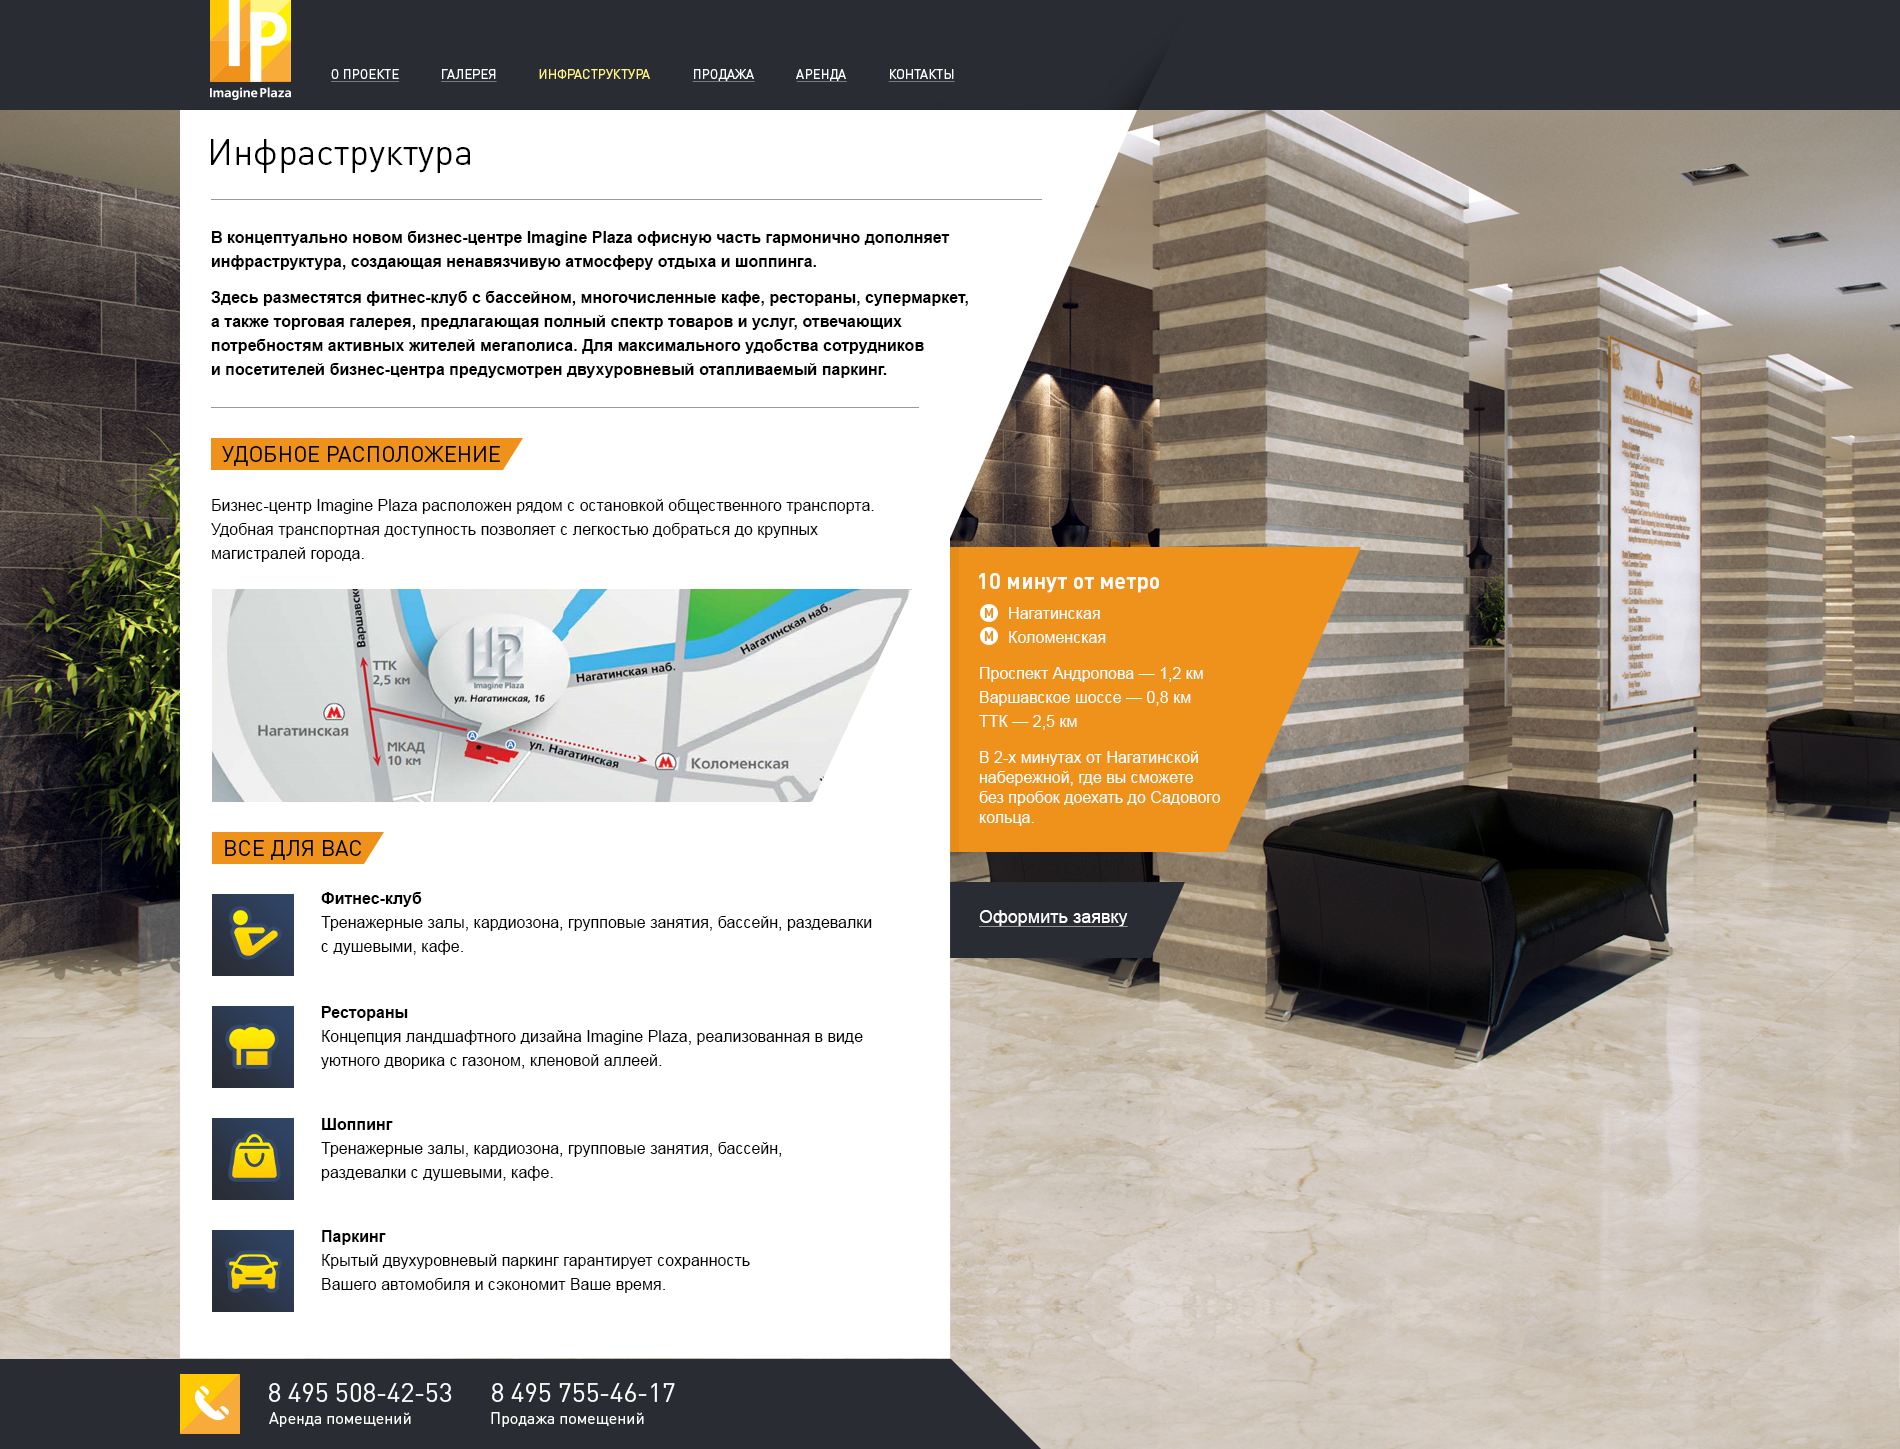 IP
Imagine Plaza
О ПРОЕКТЕ
ГАЛЕРЕЯ
ИНФРАСТРУКТУРА
ПРОДАЖА
АРЕНДА
КОНТАКТЫ
Инфраструктура
В концептуально новом бизнес-центре Imagine Plaza офисную часть гармонично дополняет
инфраструктура, создающая ненавязчивую атмосферу отдыха и шоппинга.
Здесь разместятся фитнес-клуб с бассейном, многочисленные кафе, рестораны, супермаркет,
а также торговая галерея, предлагающая полный спектр товаров и услуг, отвечающих
потребностям активных жителей мегаполиса. Для максимального удобства сотрудников
и посетителей бизнес-центра предусмотрен двухуровневый отапливаемый паркинг.
УДОБНОЕ РАСПОЛОЖЕНИЕ
Бизнес-центр Imagine Plaza расположен рядом с остановкой общественного транспорта.
Удобная транспортная доступность позволяет с легкостью добраться до крупных
магистралей города.
Варшавско
ТТК
2,5 км
IP
Imagine Plaza
ул. Нагатинская, 16
Нагатинская наб.
Нагатинская наб.
М
Нагатинская
МКАД
10 км
ул. Нагатинская
М
Коломенская
10 минут от метро
М Нагатинская
М Коломенская
Проспект Андропова — 1,2 км
Варшавское шоссе — 0,8 км
ТТК — 2,5 км
В 2-х минутах от Нагатинской
набережной, где вы сможете
без пробок доехать до Садового
кольца.
Оформить заявку
ВСЕ ДЛЯ ВАС
Фитнес-клуб
Тренажерные залы, кардиозона, групповые занятия, бассейн, раздевалки
с душевыми, кафе.
Рестораны
Концепция ландшафтного дизайна Imagine Plaza, реализованная в виде
уютного дворика с газоном, кленовой аллеей.
Шоппинг
Тренажерные залы, кардиозона, групповые занятия, бассейн,
раздевалки с душевыми, кафе.
Паркинг
Крытый двухуровневый паркинг гарантирует сохранность
Вашего автомобиля и сэкономит Ваше время.
8 495 508-42-53
Аренда помещений
8 495 755-46-17
Продажа помещений